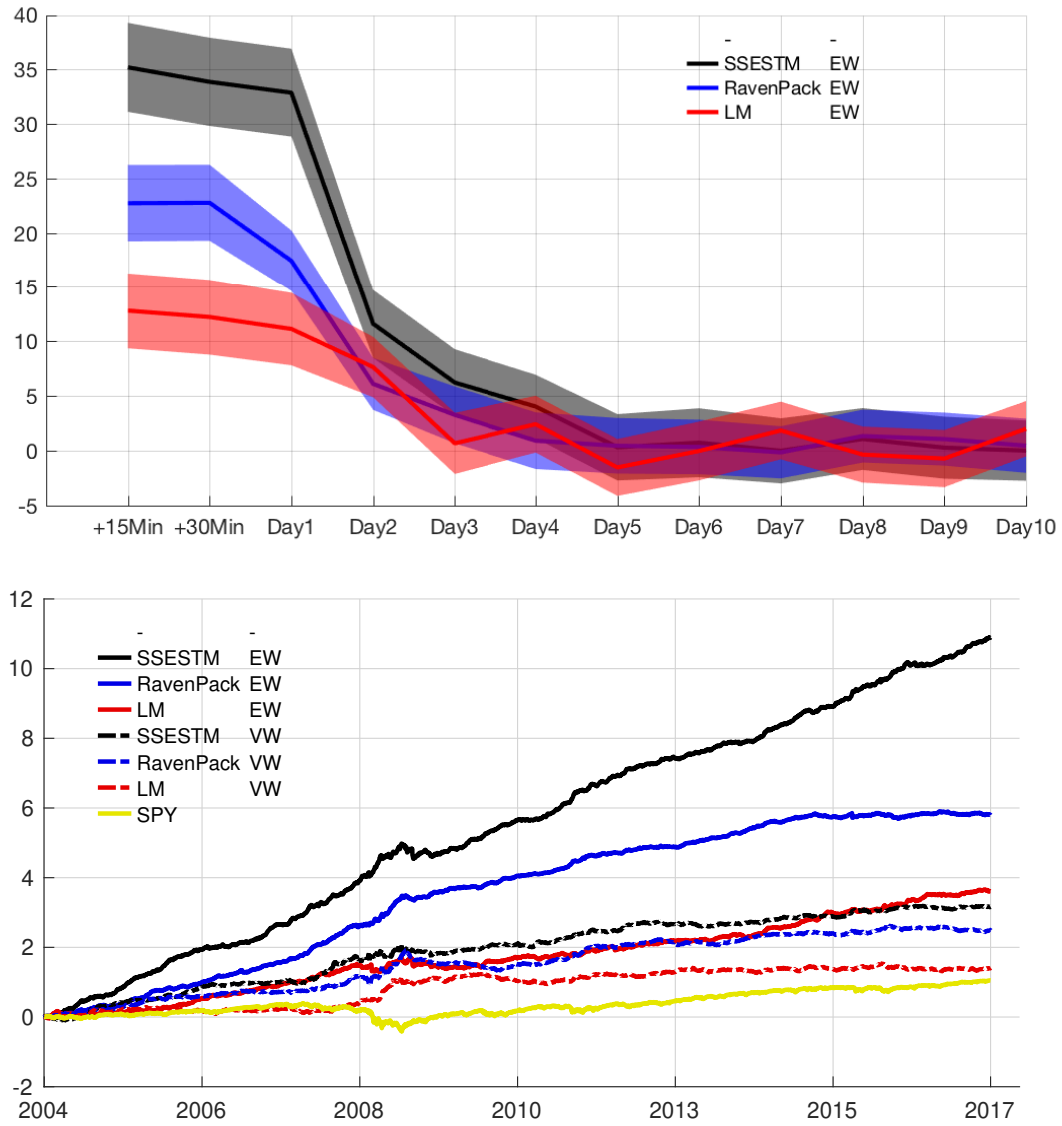 40
- -
SSESTM EW
35
RavenPack EW
LM EW
30
25
20
15
10
5
0
-5
+15Min +30Min Day1 Day2 Day3 Day4 Day5 Day6 Day7 Day8 Day9 Day10
12
- -
SSESTM EW
10
RavenPack EW
LM EW
SSESTM VW
8
RavenPack VW
LM VW
SPY
6
4
2
0
-2
2004 2006 2008 2010 2013 2015 2017